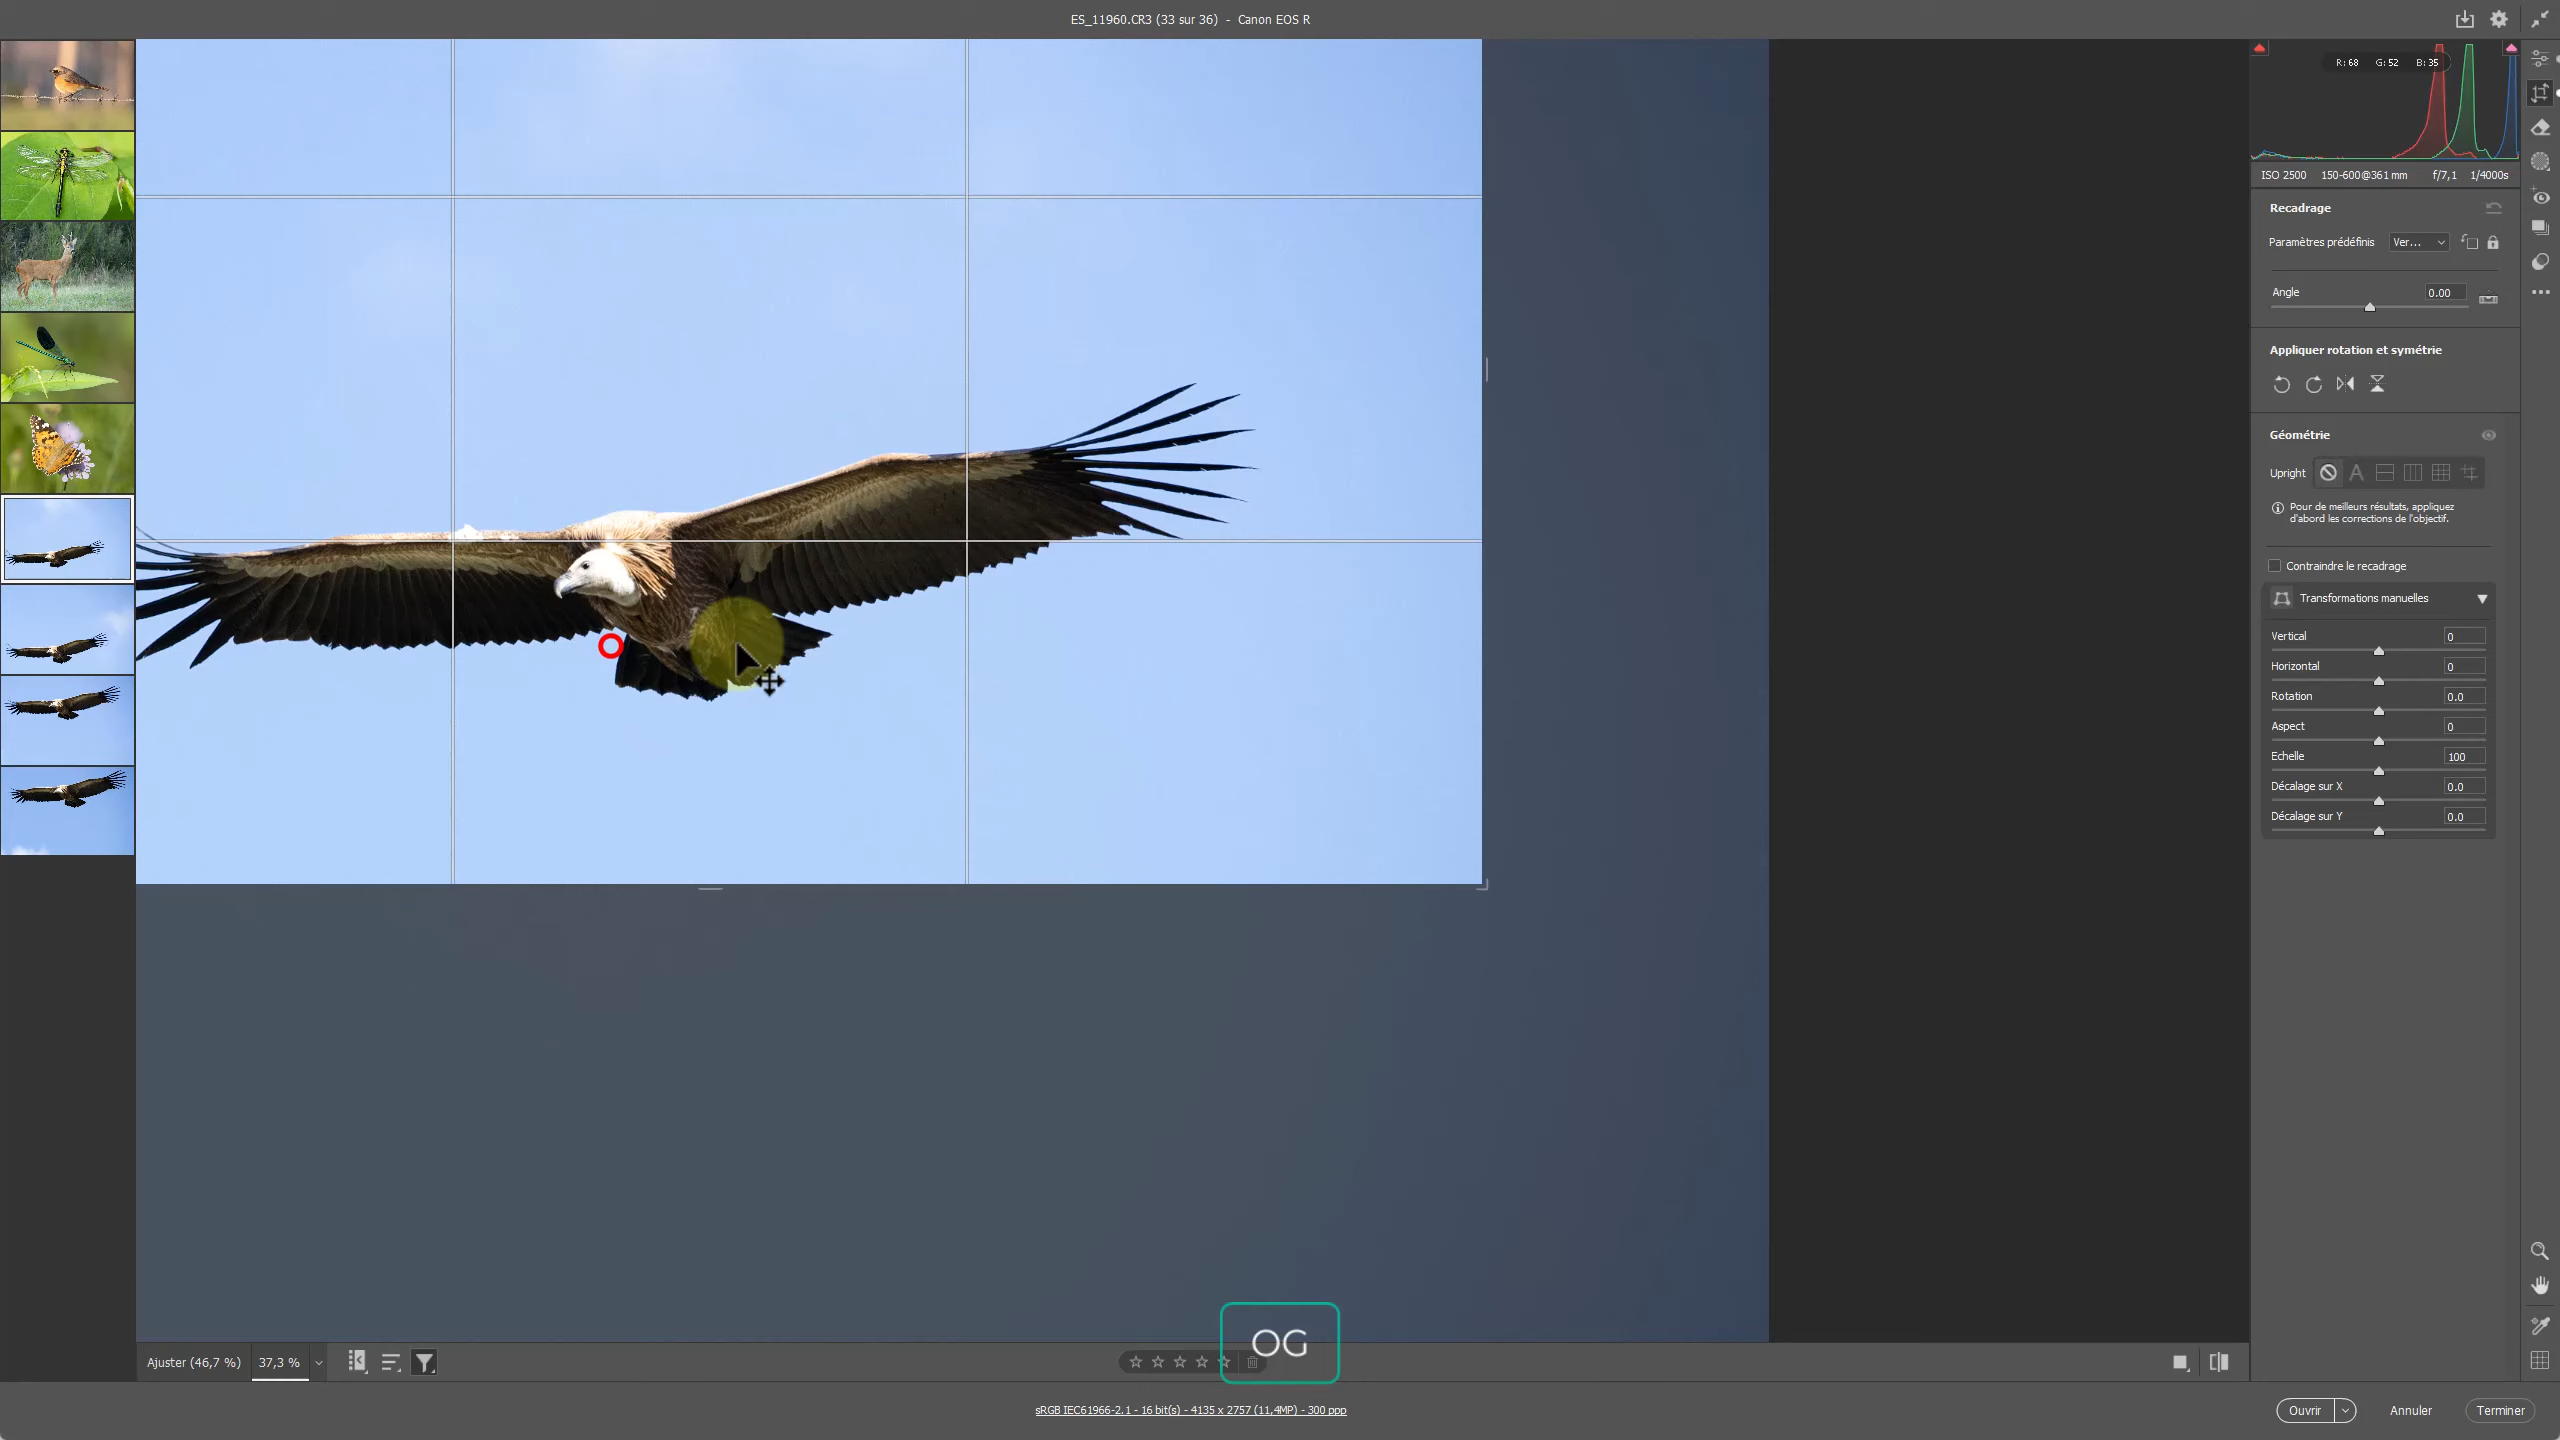 ES_11960.CR3 (33 sur 36)  -  Canon EOS R
R: 68 G: 52 B: 35
ISO 2500 150-600@361 mm f/7,1 1/4000s
Recadrage
Paramètres prédéfinis Ver...
Angle 0.00
Appliquer rotation et symétrie
Géométrie
Upright A
Pour de meilleurs résultats, appliquez
d'abord les corrections de l'objectif.
Contraindre le recadrage
Transformations manuelles
Vertical 0
Horizontal 0
Rotation 0.0
Aspect 0
Echelle 100
Décalage sur X 0.0
Décalage sur Y 0.0
OG
Ajuster (46,7 %) 37,3 %
sRGB IEC61966-2.1 - 16 bit(s) - 4135 x 2757 (11,4MP) - 300 ppp
Ouvrir Annuler Terminer